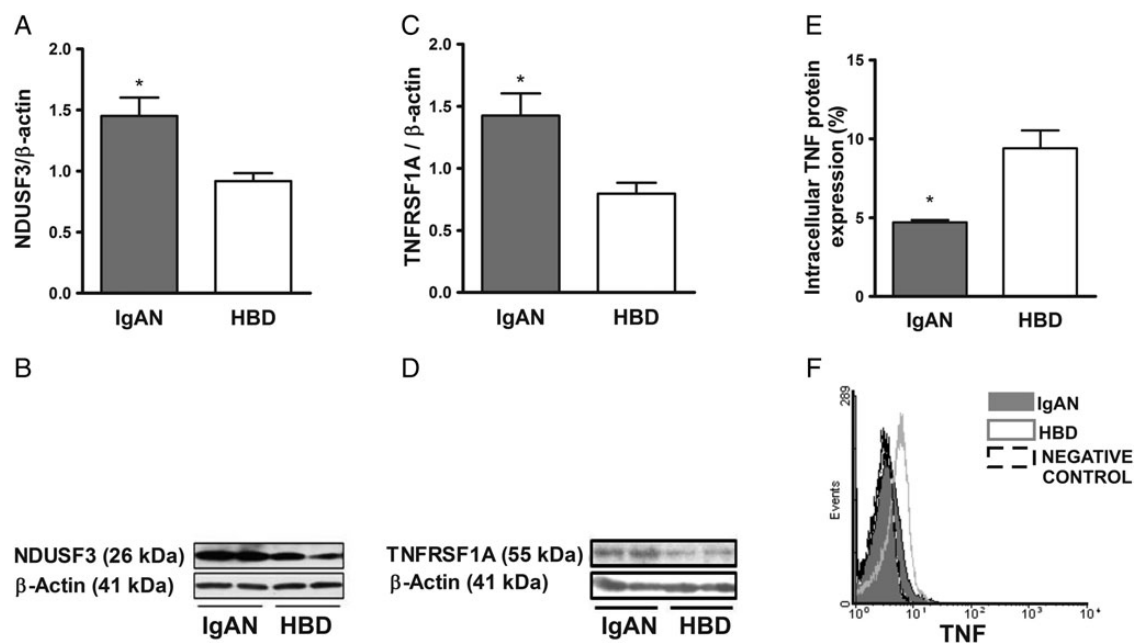 A
NDUSF3/β-actin
2.0
1.5
1.0
0.5
0.0
*
IgAN
HBD
C
TNFRSF1A / β-actin
2.0
1.5
1.0
0.5
0.0
*
IgAN
HBD
E
Intracellular TNF protein
expression (%)
15
10
5
0
*
IgAN
HBD
B
NDUSF3 (26 kDa)
β-Actin (41 kDa)
IgAN
HBD
D
TNFRSF1A (55 kDa)
β-Actin (41 kDa)
IgAN
HBD
F
289
Events
0
10⁰
10¹
10²
10³
10⁴
TNF
IgAN
HBD
NEGATIVE
CONTROL